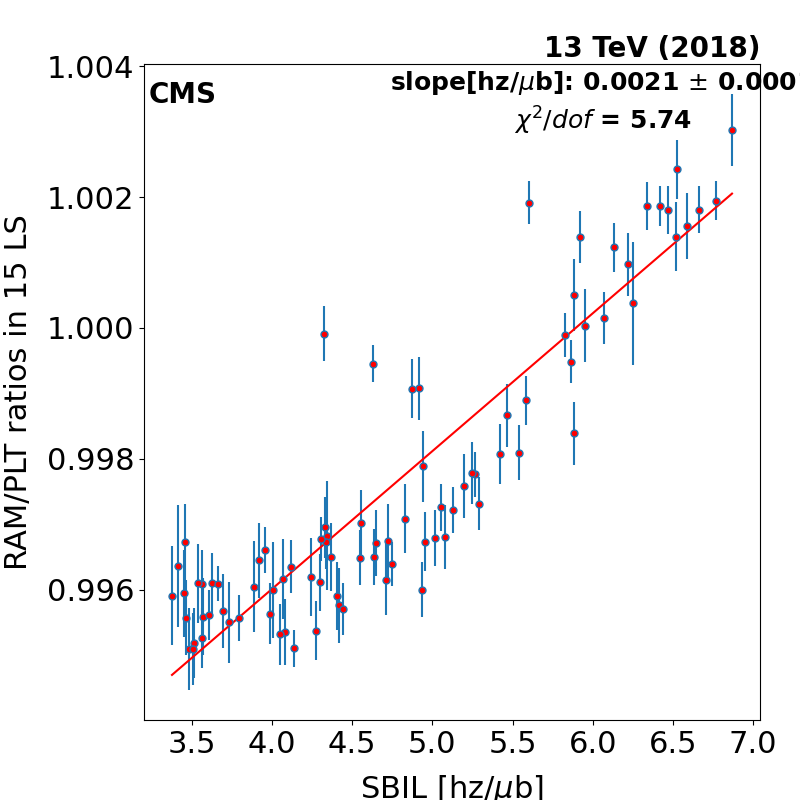 13 TeV (2018)
1.004
slope[hz/μb]: 0.0021 ± 0.000
CMS
χ²/dof = 5.74
1.002
1.000
0.998
0.996
RAM/PLT ratios in 15 LS
3.5 4.0 4.5 5.0 5.5 6.0 6.5 7.0
SBIL [hz/μb]